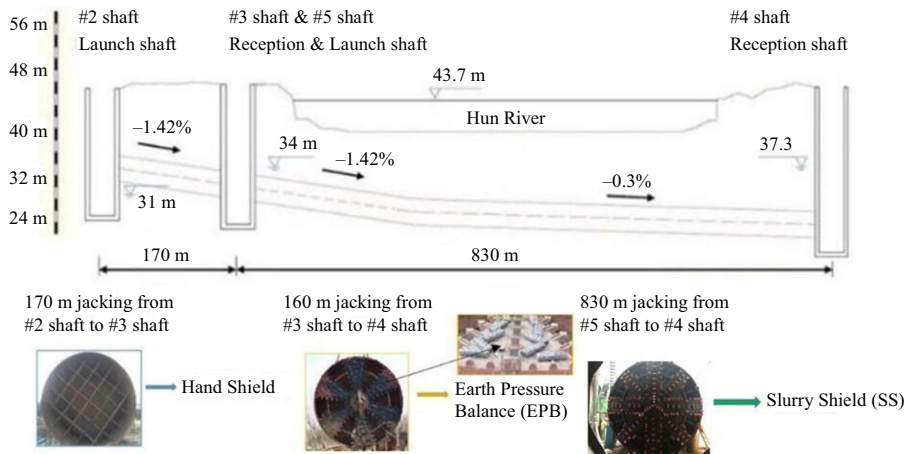 56 m
48 m
40 m
32 m
24 m
#2 shaft
Launch shaft
#3 shaft & #5 shaft
Reception & Launch shaft
#4 shaft
Reception shaft
43.7 m
Hun River
–1.42%
34 m
–1.42%
37.3
–0.3%
31 m
170 m
830 m
170 m jacking from
#2 shaft to #3 shaft
160 m jacking from
#3 shaft to #4 shaft
830 m jacking from
#5 shaft to #4 shaft
Hand Shield
Earth Pressure
Balance (EPB)
Slurry Shield (SS)